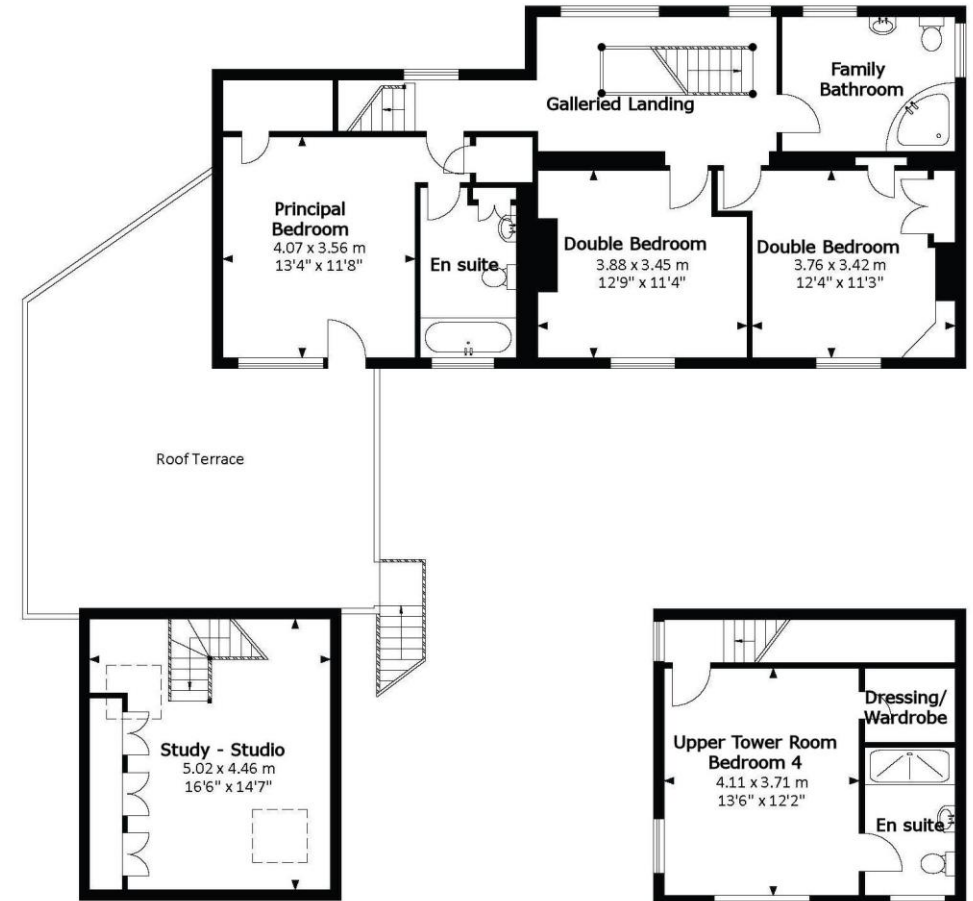 Family
Bathroom
Galleried Landing
Principal
Bedroom
4.07 x 3.56 m
13'4" x 11'8"
En suite
Double Bedroom
3.88 x 3.45 m
12'9" x 11'4"
Double Bedroom
3.76 x 3.42 m
12'4" x 11'3"
Roof Terrace
Study - Studio
5.02 x 4.46 m
16'6" x 14'7"
Upper Tower Room
Bedroom 4
4.11 x 3.71 m
13'6" x 12'2"
Dressing/
Wardrobe
En suite